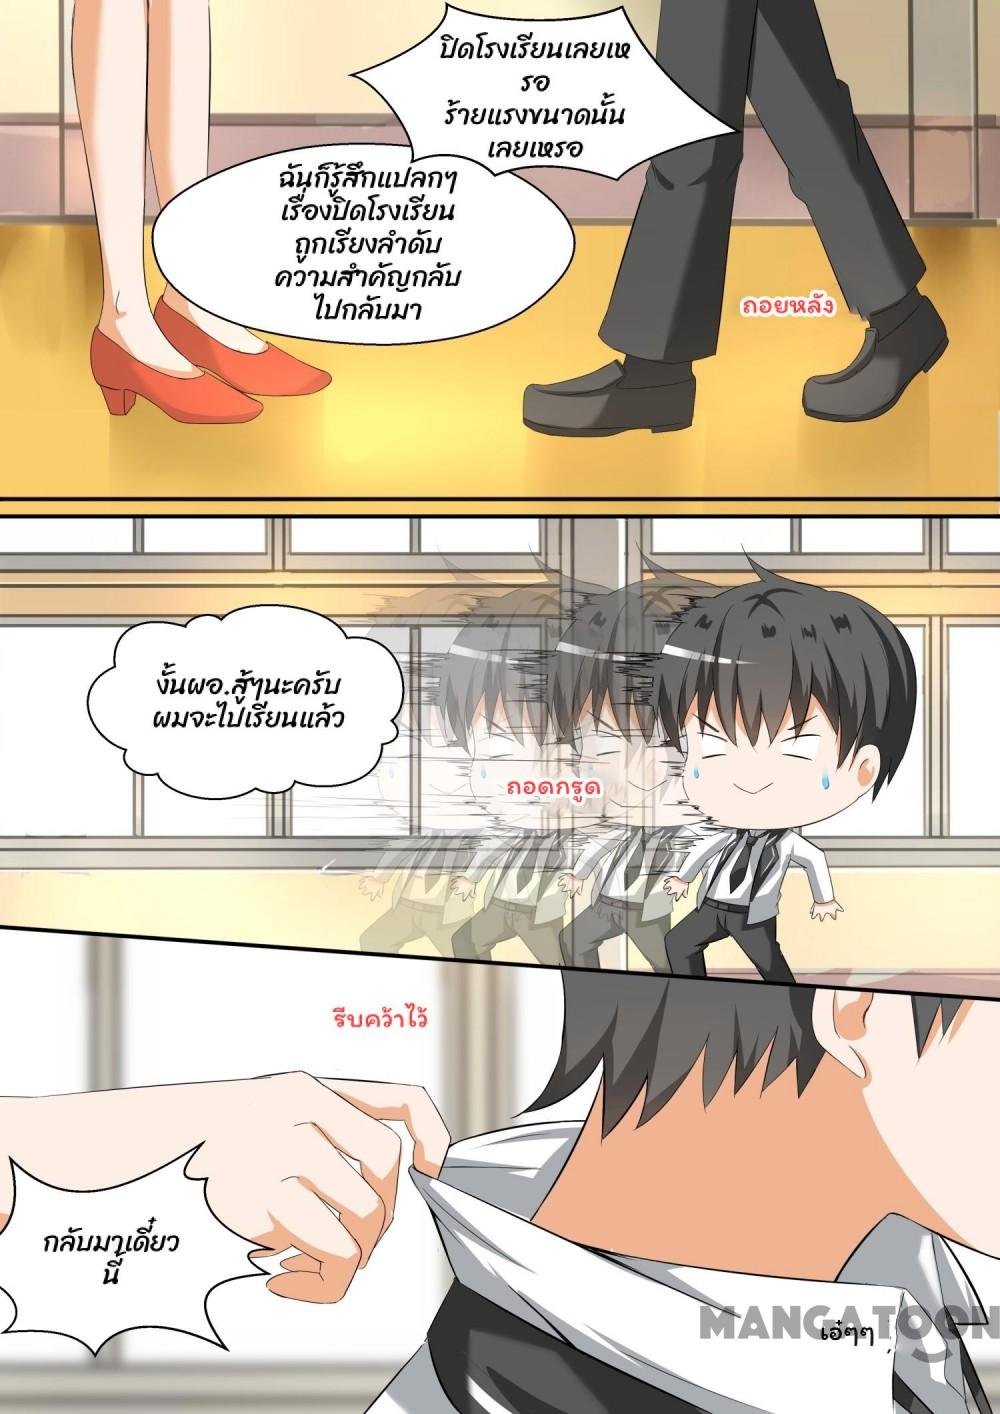 ปิดโรงเรียนเลยเห
รอ
ร้ายแรงขนาดนั้น
เลยเหรอ
ฉันก็รู้สึกแปลกๆ
เรื่องปิดโรงเรียน
ถูกเรียงลำดับ
ความสำคัญกลับ
ไปกลับมา
ถอยหลัง
งั้นผอ.สู้ๆนะครับ
ผมจะไปเรียนแล้ว
ถอดกรูด
รีบคว้าไว้
กลับมาเดี๋ยว
นี้
เอ๋ๆๆ
MANGATOON